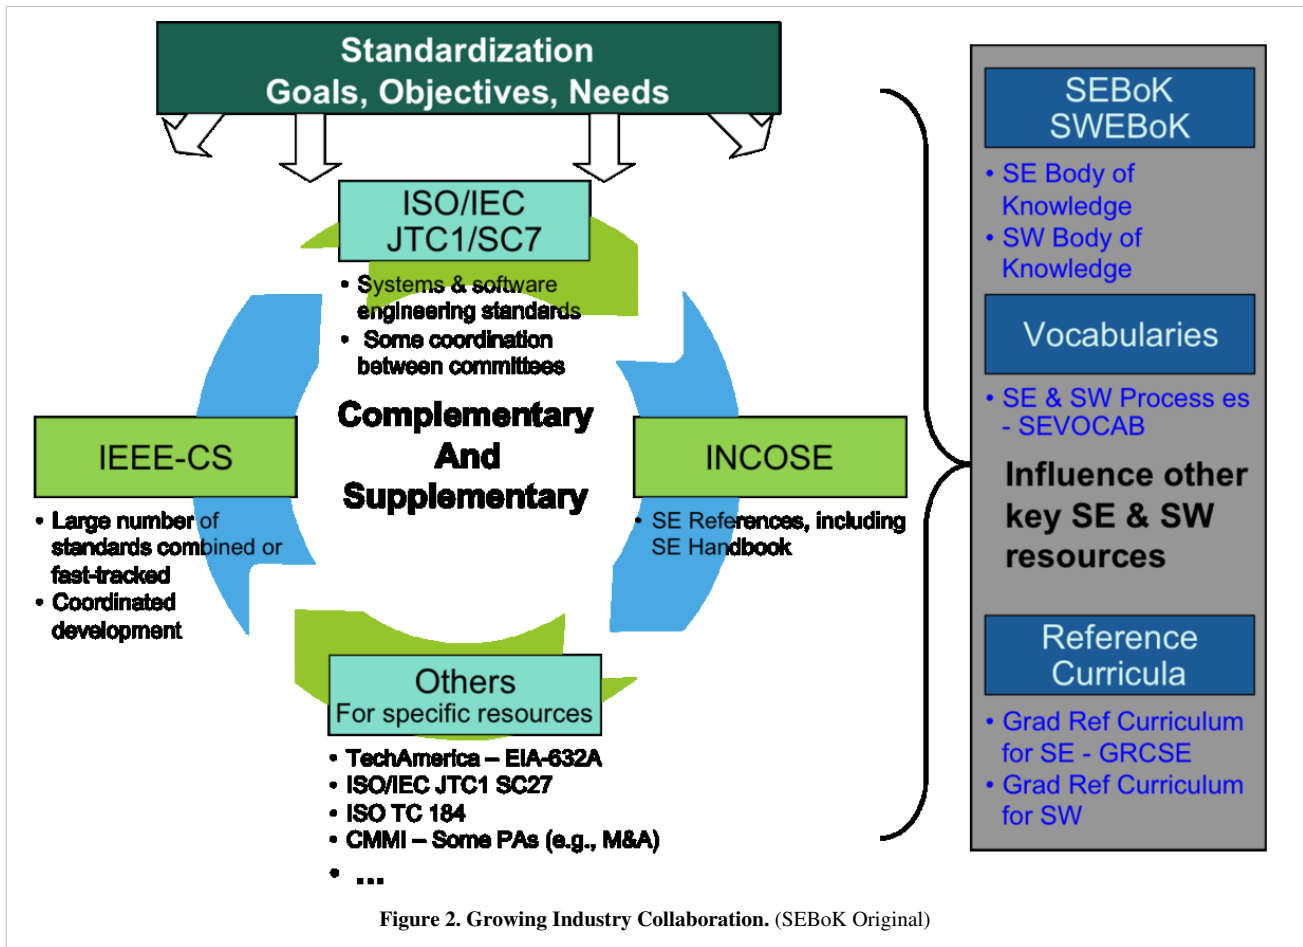 Standardization
Goals, Objectives, Needs
ISO/IEC
JTC1/SC7
• Systems & software
engineering standards
• Some coordination
between committees
Complementary
And
Supplementary
IEEE-CS
• Large number of
standards combined or
fast-tracked
• Coordinated
development
INCOSE
• SE References, including
SE Handbook
Others
For specific resources
• TechAmerica – EIA-632A
• ISO/IEC JTC1 SC27
• ISO TC 184
• CMMI – Some PAs (e.g., M&A)
• ...
SEBoK
SWEBoK
• SE Body of
Knowledge
• SW Body of
Knowledge
Vocabularies
• SE & SW Process es
- SEVOCAB
Influence other
key SE & SW
resources
Reference
Curricula
• Grad Ref Curriculum
for SE - GRCSE
• Grad Ref Curriculum
for SW
Figure 2. Growing Industry Collaboration. (SEBoK Original)